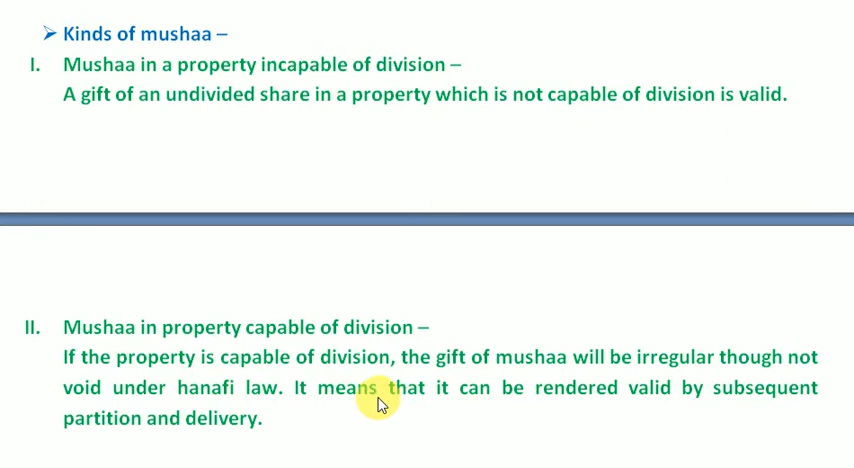 ➤ Kinds of mushaa –
I. Mushaa in a property incapable of division –
A gift of an undivided share in a property which is not capable of division is valid.
II. Mushaa in property capable of division –
If the property is capable of division, the gift of mushaa will be irregular though not
void under hanafi law. It means that it can be rendered valid by subsequent
partition and delivery.